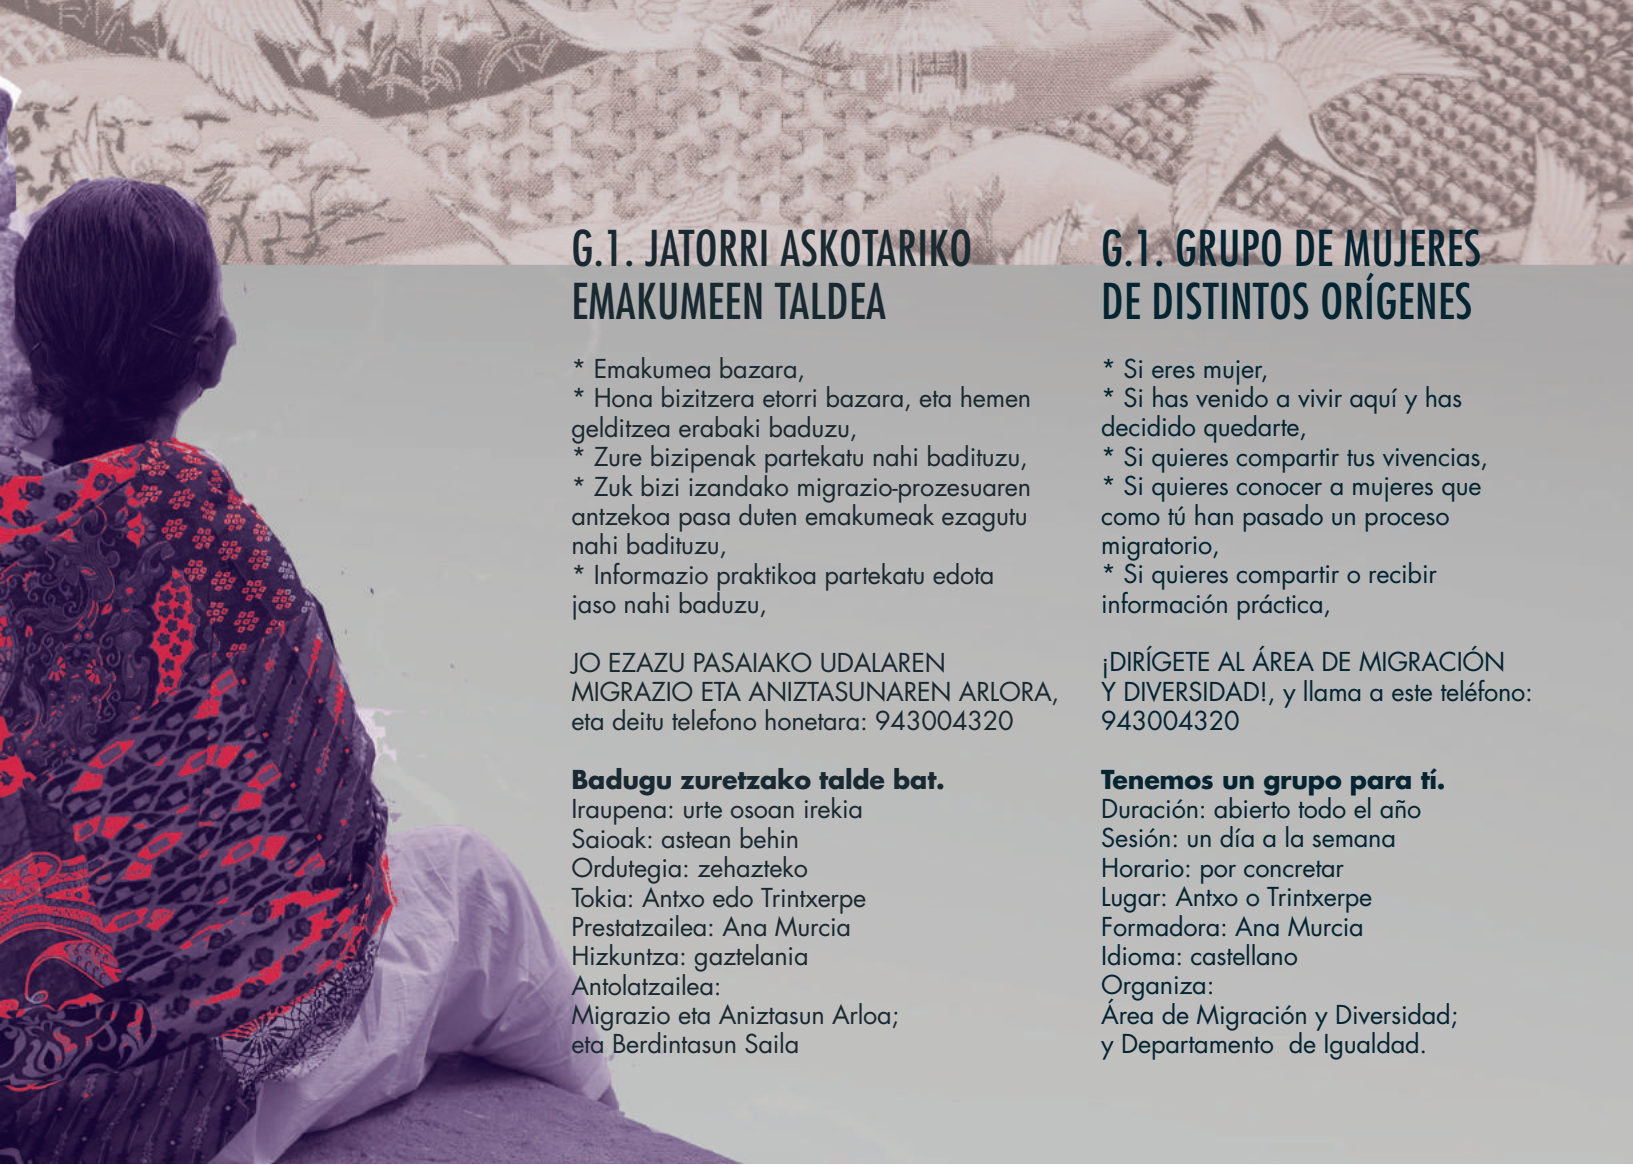 G.1. JATORRI ASKOTARIKO
EMAKUMEEN TALDEA
* Emakumea bazara,
* Hona bizitzera etorri bazara, eta hemen
gelditzea erabaki baduzu,
* Zure bizipenak partekatu nahi badituzu,
* Zuk bizi izandako migrazio-prozesuaren
antzekoa pasa duten emakumeak ezagutu
nahi badituzu,
* Informazio praktikoa partekatu edota
jaso nahi baduzu,
JO EZAZU PASAIAKO UDALAREN
MIGRAZIO ETA ANIZTASUNAREN ARLORA,
eta deitu telefono honetara: 943004320
Badugu zuretzako talde bat.
Iraupena: urte osoan irekia
Saioak: astean behin
Ordutegia: zehazteko
Tokia: Antxo edo Trintxerpe
Prestatzailea: Ana Murcia
Hizkuntza: gaztelania
Antolatzailea:
Migrazio eta Aniztasun Arloa;
eta Berdintasun Saila
G.1. GRUPO DE MUJERES
DE DISTINTOS ORÍGENES
* Si eres mujer,
* Si has venido a vivir aquí y has
decidido quedarte,
* Si quieres compartir tus vivencias,
* Si quieres conocer a mujeres que
como tú han pasado un proceso
migratorio,
* Si quieres compartir o recibir
información práctica,
¡DIRÍGETE AL ÁREA DE MIGRACIÓN
Y DIVERSIDAD!, y llama a este teléfono:
943004320
Tenemos un grupo para tí.
Duración: abierto todo el año
Sesión: un día a la semana
Horario: por concretar
Lugar: Antxo o Trintxerpe
Formadora: Ana Murcia
Idioma: castellano
Organiza:
Área de Migración y Diversidad;
y Departamento  de Igualdad.